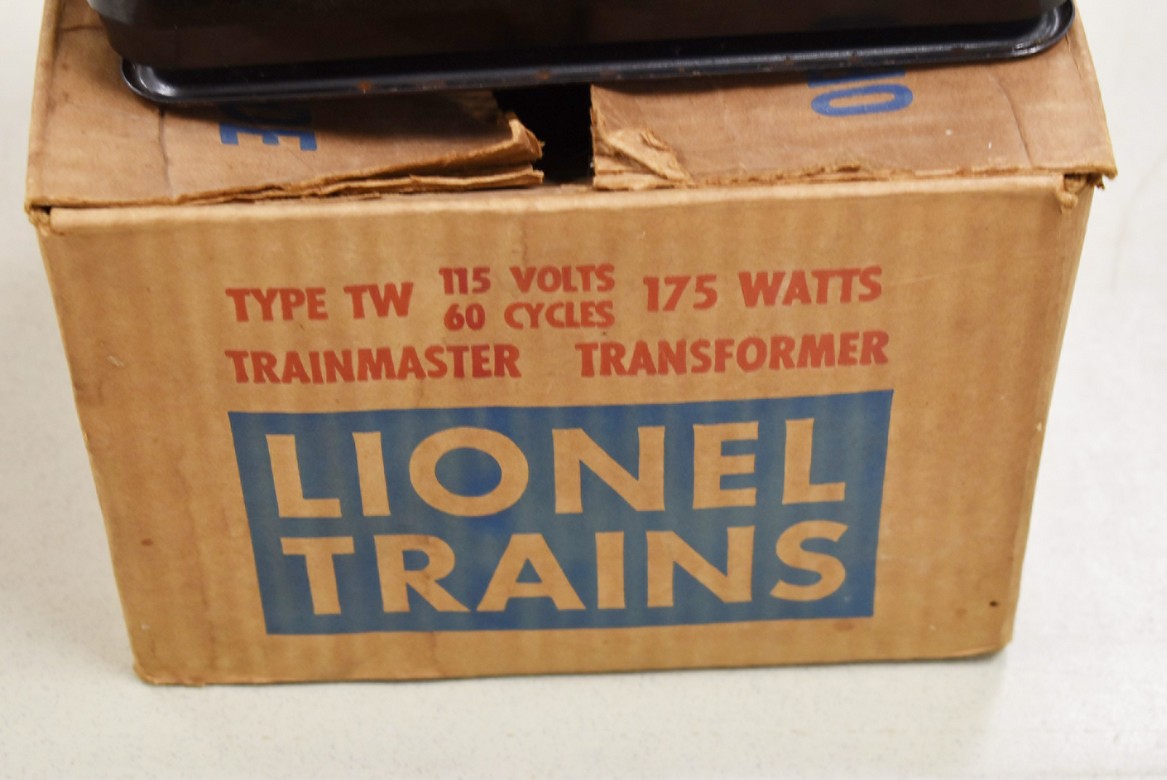 TYPE TW 115 VOLTS 175 WATTS
60 CYCLES
TRAINMASTER TRANSFORMER
LIONEL
TRAINS